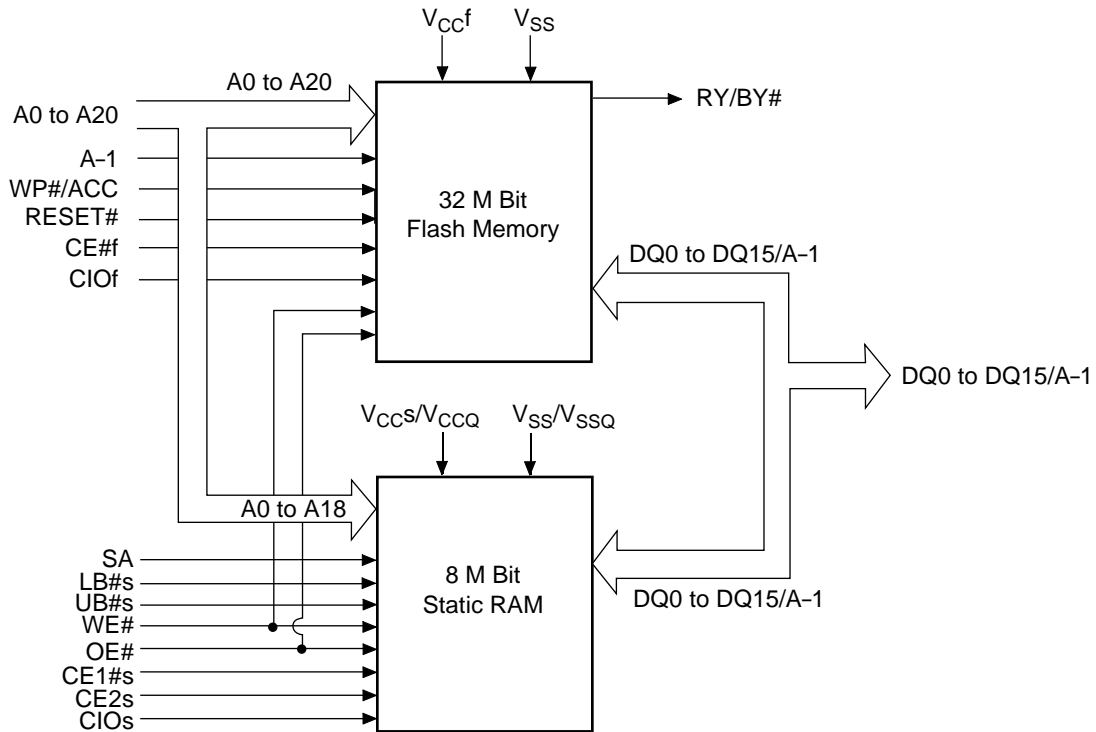 VCCf
VSS
A0 to A20
A0 to A20
RY/BY#
A–1
WP#/ACC
RESET#
CE#f
CIOf
32 M Bit
Flash Memory
DQ0 to DQ15/A–1
DQ0 to DQ15/A–1
VCCs/VCCQ
VSS/VSSQ
A0 to A18
SA
LB#s
UB#s
WE#
OE#
CE1#s
CE2s
CIOs
8 M Bit
Static RAM
DQ0 to DQ15/A–1